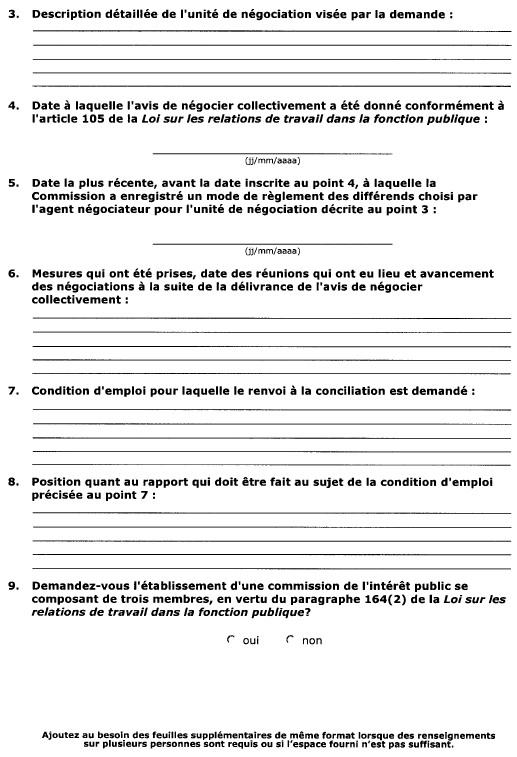 3. Description détaillée de l'unité de négociation visée par la demande :
4. Date à laquelle l'avis de négocier collectivement a été donné conformément à
l'article 105 de la Loi sur les relations de travail dans la fonction publique :
(jj/mm/aaaa)
5. Date la plus récente, avant la date inscrite au point 4, à laquelle la
Commission a enregistré un mode de règlement des différends choisi par
l'agent négociateur pour l'unité de négociation décrite au point 3 :
(jj/mm/aaaa)
6. Mesures qui ont été prises, date des réunions qui ont eu lieu et avancement
des négociations à la suite de la délivrance de l'avis de négocier
collectivement :
7. Condition d'emploi pour laquelle le renvoi à la conciliation est demandé :
8. Position quant au rapport qui doit être fait au sujet de la condition d'emploi
précisée au point 7 :
9. Demandez-vous l'établissement d'une commission de l'intérêt public se
composant de trois membres, en vertu du paragraphe 164(2) de la Loi sur les
relations de travail dans la fonction publique?
oui non
Ajoutez au besoin des feuilles supplémentaires de même format lorsque des renseignements
sur plusieurs personnes sont requis ou si l'espace fourni n'est pas suffisant.